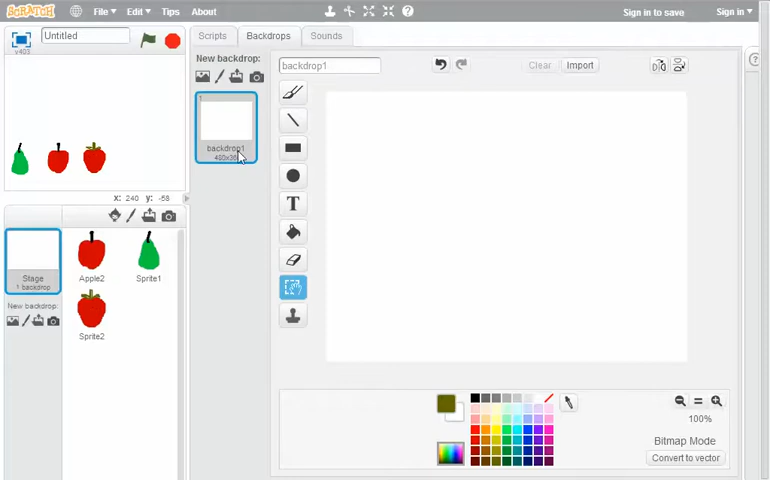 SCRATCH File Edit Tips About Sign in to save Sign in
v403 Untitled
Scripts Backdrops Sounds
New backdrop:
1
backdrop1
480x36
backdrop1 Clear Import
T
x: 240 y: -58
Stage
1 backdrop
New backdrop:
Apple2 Sprite1
Sprite2
100%
Bitmap Mode
Convert to vector